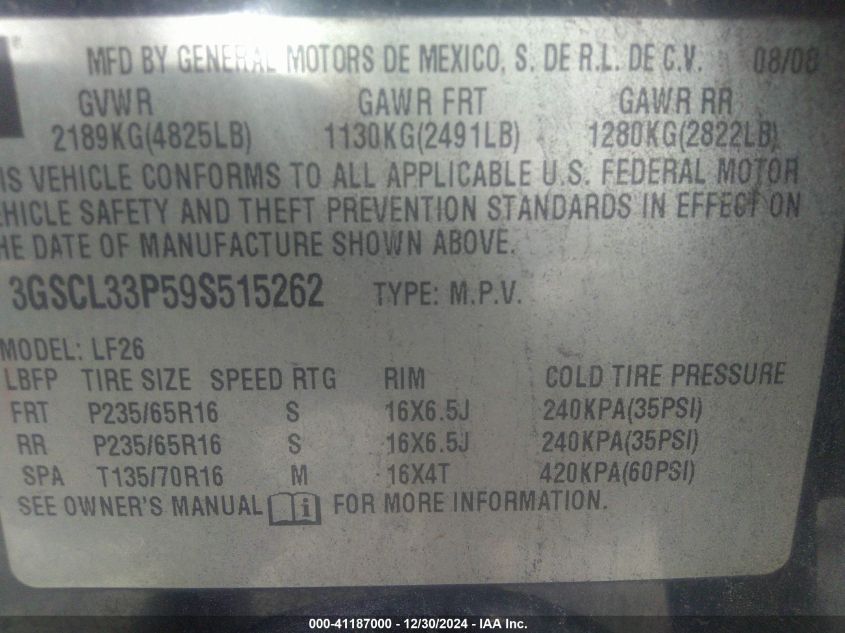 MFD BY GENERAL MOTORS DE MEXICO, S. DE R.L. DE C.V. 08/08
GVWR GAWR FRT GAWR RR
2189KG(4825LB) 1130KG(2491LB) 1280KG(2822LB)
IS VEHICLE CONFORMS TO ALL APPLICABLE U.S. FEDERAL MOTOR
EHICLE SAFETY AND THEFT PREVENTION STANDARDS IN EFFECT ON
HE DATE OF MANUFACTURE SHOWN ABOVE.
3GSCL33P59S515262 TYPE: M.P.V.
MODEL: LF26
LBFP TIRE SIZE SPEED RTG RIM COLD TIRE PRESSURE
FRT P235/65R16 S 16X6.5J 240KPA(35PSI)
RR P235/65R16 S 16X6.5J 240KPA(35PSI)
SPA T135/70R16 M 16X4T 420KPA(60PSI)
SEE OWNER'S MANUAL i FOR MORE INFORMATION.
000-41187000 - 12/30/2024 - IAA Inc.